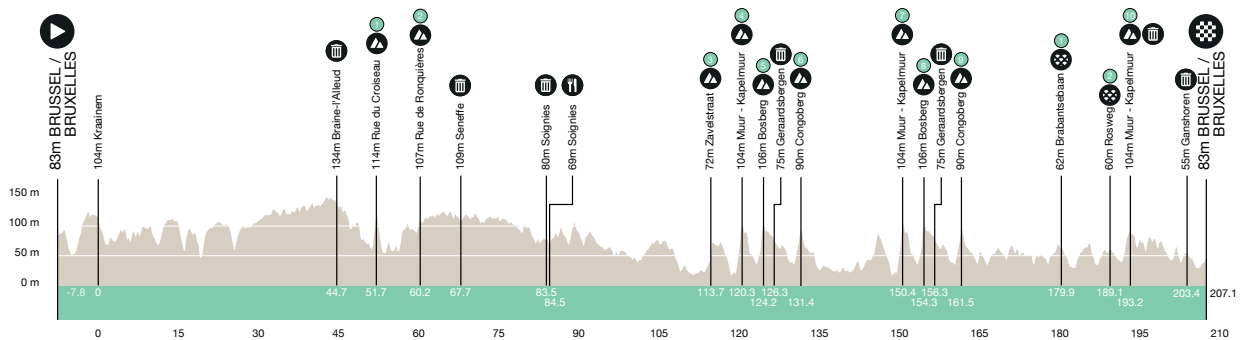 83m BRUSSEL /
BRUXELLES
104m Kraainem
134m Braine-l'Alleud
1
114m Rue du Croiseau
2
107m Rue de Ronquières
109m Seneffe
80m Soignies
69m Soignies
3
72m Zavelstraat
4
104m Muur - Kapelmuur
5
106m Bosberg
75m Geraardsbergen
6
90m Congoberg
7
104m Muur - Kapelmuur
8
106m Bosberg
75m Geraardsbergen
9
90m Congoberg
1
62m Brabantsebaan
2
60m Rosweg
10
104m Muur - Kapelmuur
55m Ganshoren
83m BRUSSEL /
BRUXELLES
150 m
100 m
50 m
0 m
-7.8 0 44.7 51.7 60.2 67.7 83.5 113.7 120.3 126.3 150.4 156.3 179.9 189.1 203.4 207.1
84.5 124.2 131.4 154.3 161.5 193.2
0 15 30 45 60 75 90 105 120 135 150 165 180 195 210